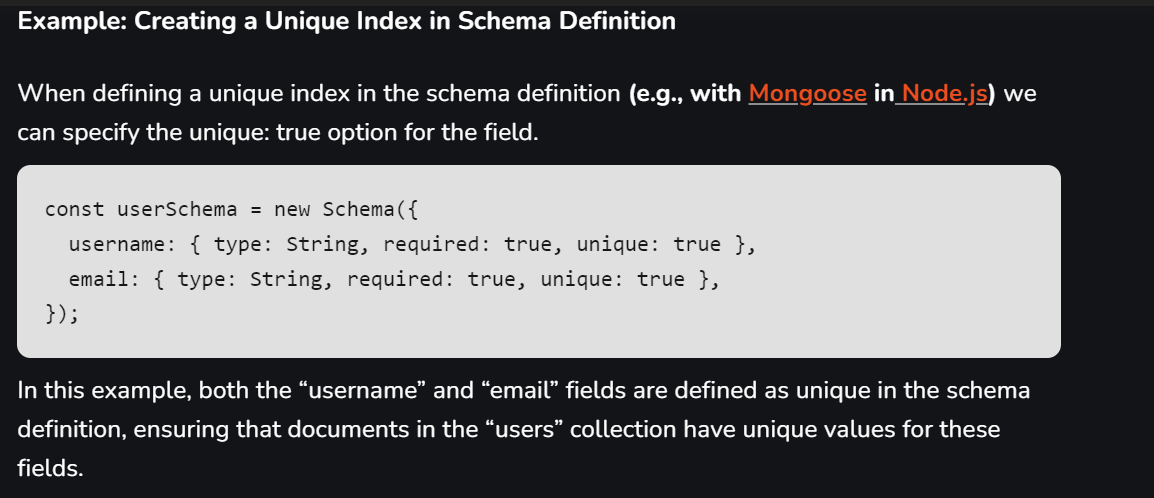 Example: Creating a Unique Index in Schema Definition
When defining a unique index in the schema definition (e.g., with Mongoose in Node.js) we
can specify the unique: true option for the field.
const userSchema = new Schema({
  username: { type: String, required: true, unique: true },
  email: { type: String, required: true, unique: true },
});
In this example, both the “username” and “email” fields are defined as unique in the schema
definition, ensuring that documents in the “users” collection have unique values for these
fields.